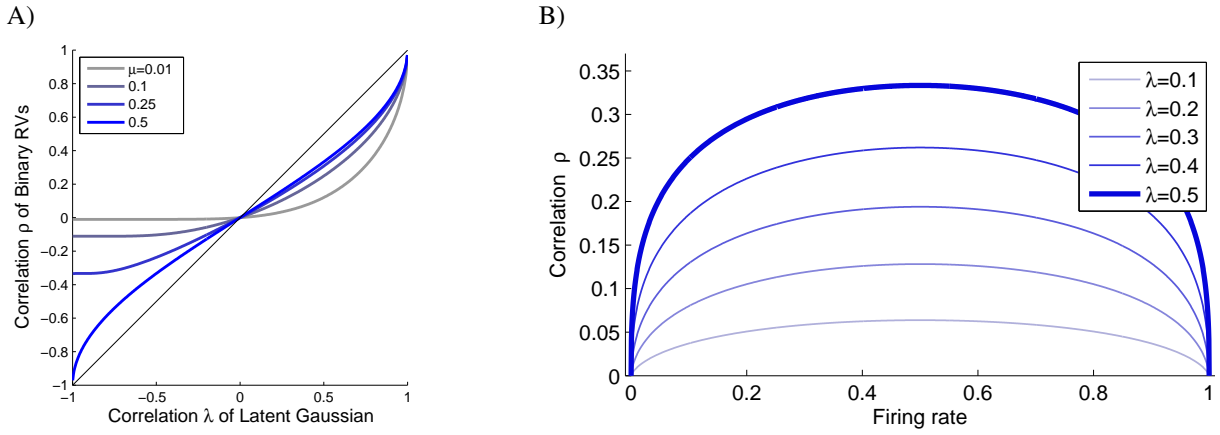 A)
1
0.8
0.6
0.4
0.2
0
−0.2
−0.4
−0.6
−0.8
−1
−1
−0.5
0
0.5
1
Correlation ρ of Binary RVs
Correlation λ of Latent Gaussian
μ=0.01
0.1
0.25
0.5
B)
0.35
0.3
0.25
0.2
0.15
0.1
0.05
0
0
0.2
0.4
0.6
0.8
1
Correlation ρ
Firing rate
λ=0.1
λ=0.2
λ=0.3
λ=0.4
λ=0.5